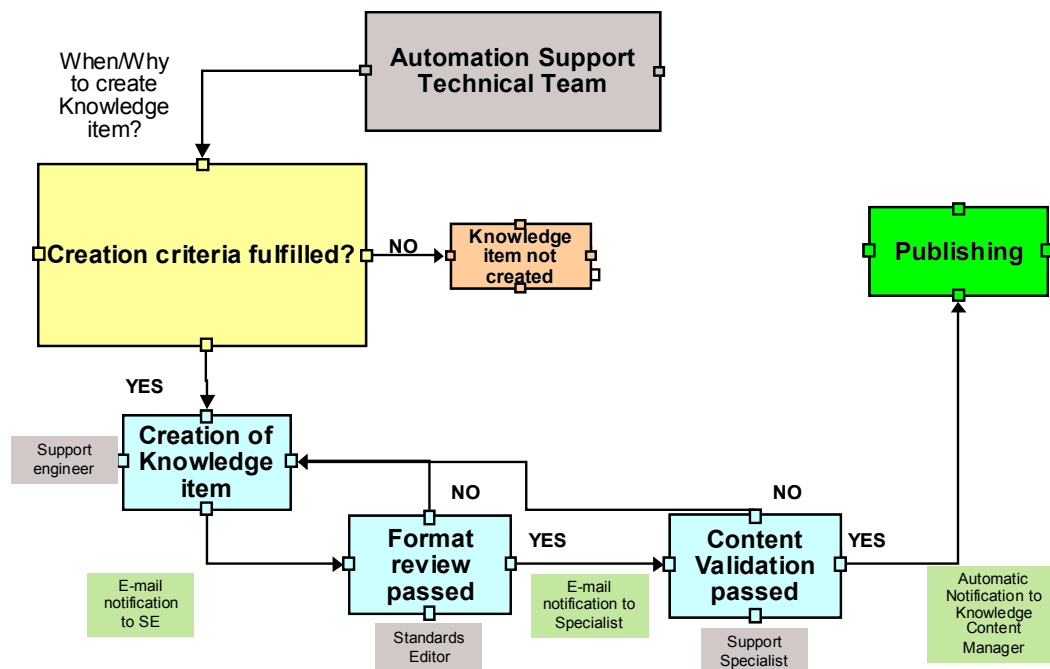 When/Why
to create
Knowledge
item?
Automation Support
Technical Team
Creation criteria fulfilled?
NO
Knowledge
item not
created
Publishing
YES
Support
engineer
Creation of
Knowledge
item
NO
NO
Format
review
passed
YES
Content
Validation
passed
YES
E-mail
notification
to SE
E-mail
notification to
Specialist
Automatic
Notification to
Knowledge
Content
Manager
Standards
Editor
Support
Specialist